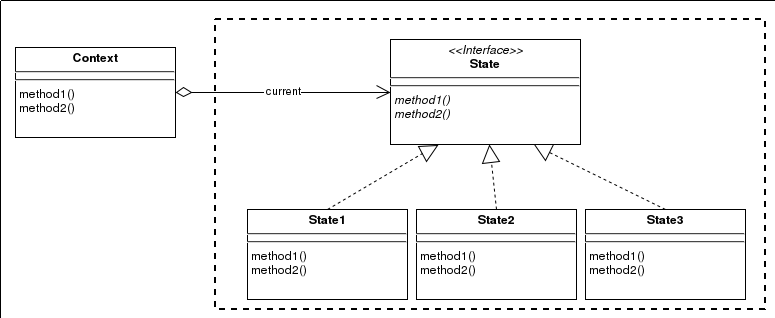 Context
method1()
method2()
current
<<Interface>>
State
method1()
method2()
State1
method1()
method2()
State2
method1()
method2()
State3
method1()
method2()